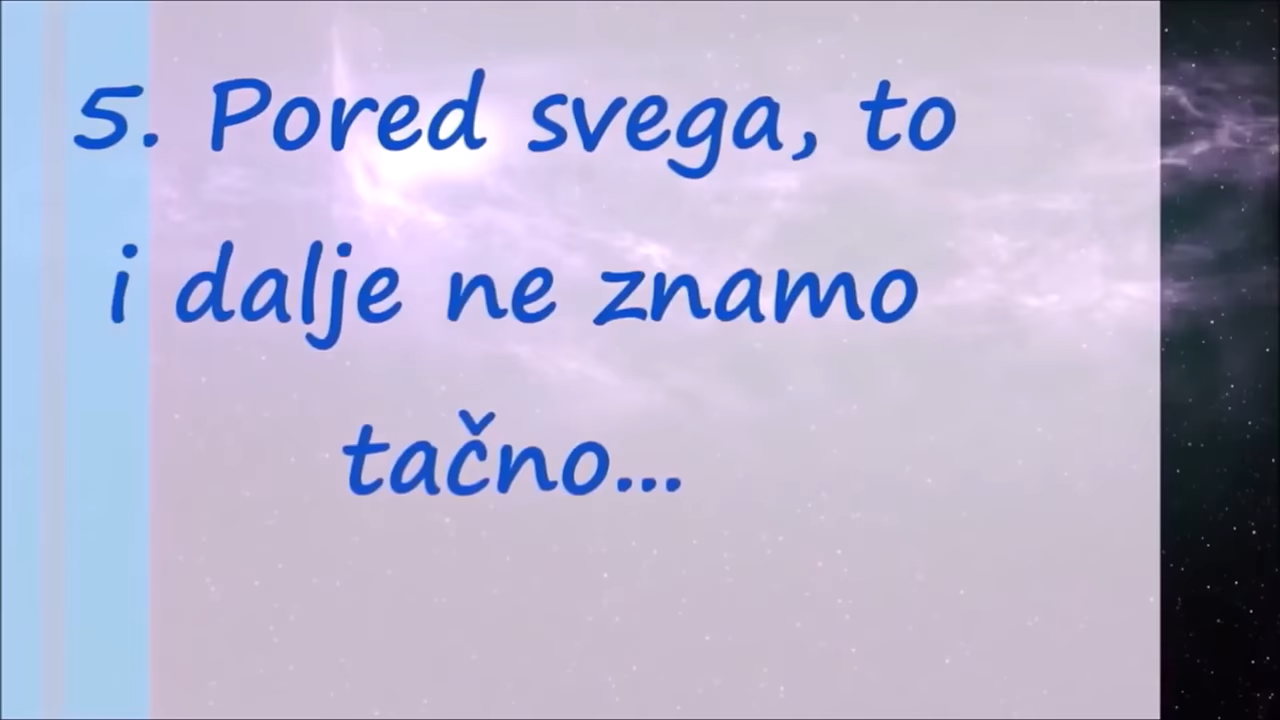 5. Pored svega, to
i dalje ne znamo
tačno...